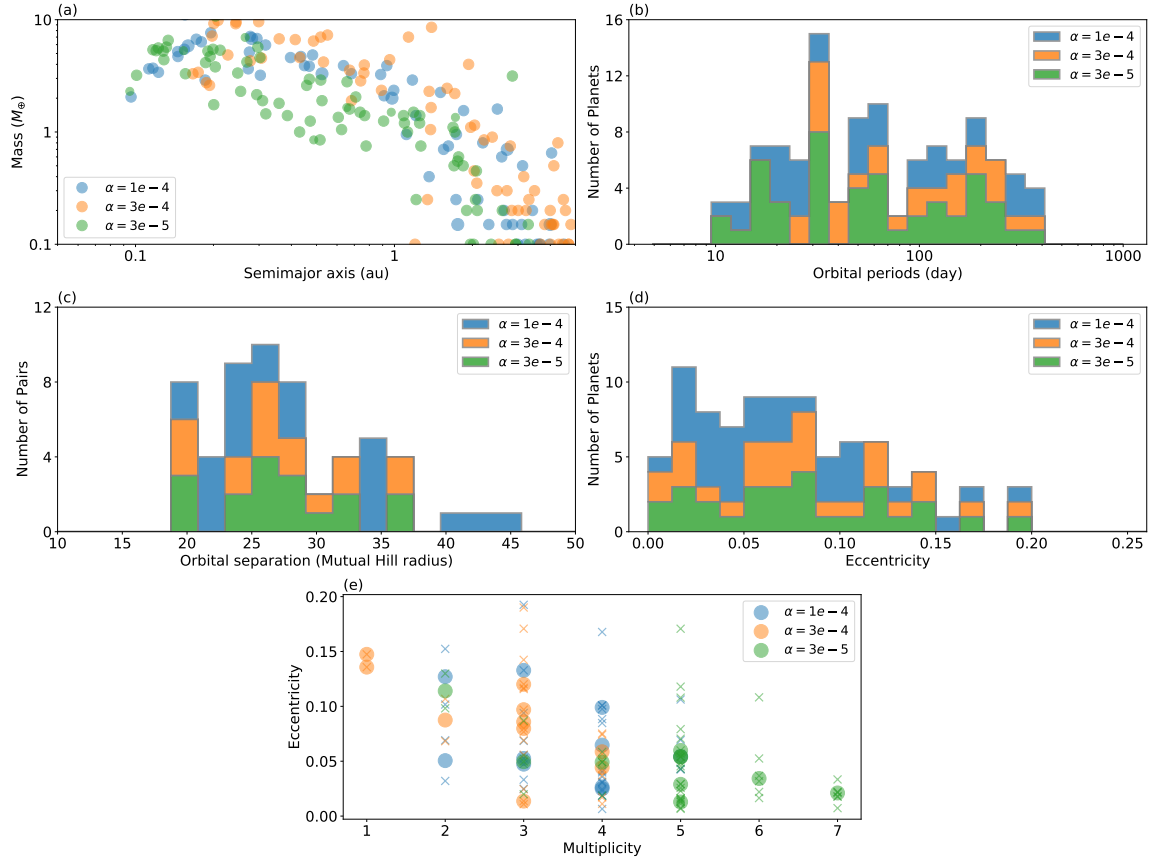 (a)
10
1
0.1
Mass (M⊕)
α = 1e − 4
α = 3e − 4
α = 3e − 5
0.1
1
Semimajor axis (au)
(b)
16
12
8
4
0
Number of Planets
α = 1e − 4
α = 3e − 4
α = 3e − 5
10
100
1000
Orbital periods (day)
(c)
12
8
4
0
Number of Pairs
α = 1e − 4
α = 3e − 4
α = 3e − 5
10 15 20 25 30 35 40 45 50
Orbital separation (Mutual Hill radius)
(d)
15
10
5
0
Number of Planets
α = 1e − 4
α = 3e − 4
α = 3e − 5
0.00 0.05 0.10 0.15 0.20 0.25
Eccentricity
(e)
0.20
0.15
0.10
0.05
0.00
Eccentricity
α = 1e − 4
α = 3e − 4
α = 3e − 5
1 2 3 4 5 6 7
Multiplicity